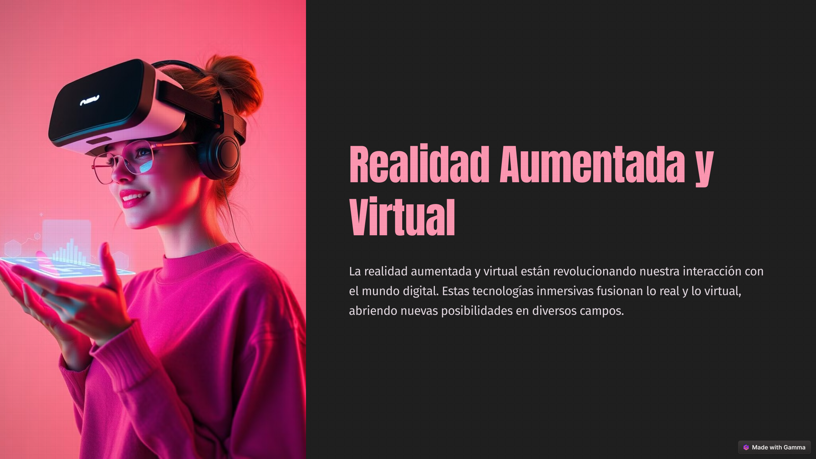 Realidad Aumentada y
Virtual
La realidad aumentada y virtual están revolucionando nuestra interacción con
el mundo digital. Estas tecnologías inmersivas fusionan lo real y lo virtual,
abriendo nuevas posibilidades en diversos campos.
Made with Gamma